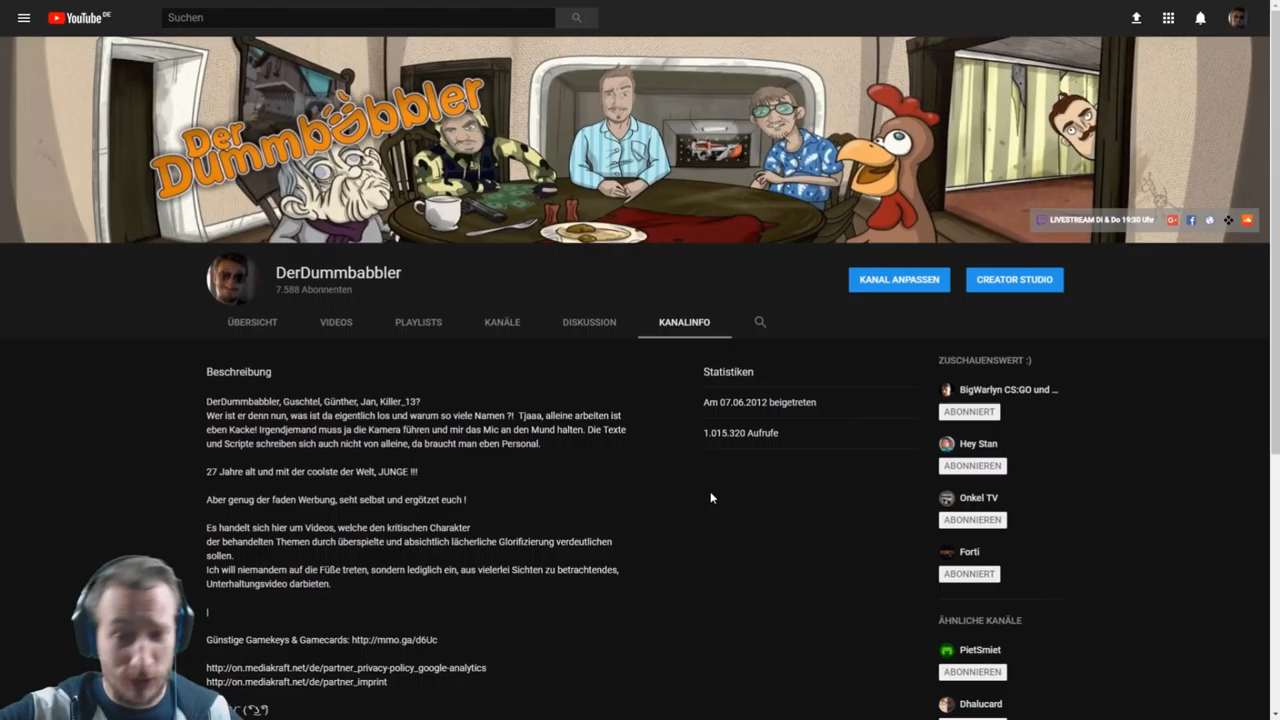 YouTube DE
Suchen
Der
Dummbabbler
LIVESTREAM Di & Do 19:30 Uhr
DerDummbabbler
7.588 Abonnenten
KANAL ANPASSEN
CREATOR STUDIO
ÜBERSICHT
VIDEOS
PLAYLISTS
KANÄLE
DISKUSSION
KANALINFO
Beschreibung
DerDummbabbler, Guschtel, Günther, Jan, Killer_13?
Wer ist er denn nun, was ist da eigentlich los und warum so viele Namen ?! Tjaaa, alleine arbeiten ist
eben Kacke! Irgendjemand muss ja die Kamera führen und mir das Mic an den Mund halten. Die Texte
und Scripte schreiben sich auch nicht von alleine, da braucht man eben Personal.
27 Jahre alt und mit der coolste der Welt, JUNGE !!!
Aber genug der faden Werbung, seht selbst und ergötzet euch !
Es handelt sich hier um Videos, welche den kritischen Charakter
der behandelten Themen durch überspielte und absichtlich lächerliche Glorifizierung verdeutlichen
sollen.
Ich will niemandem auf die Füße treten, sondern lediglich ein, aus vielerlei Sichten zu betrachtendes,
Unterhaltungsvideo darbieten.
|
Günstige Gamekeys & Gamecards: http://mmo.ga/d6Uc
http://on.mediakraft.net/de/partner_privacy-policy_google-analytics
http://on.mediakraft.net/de/partner_imprint
Statistiken
Am 07.06.2012 beigetreten
1.015.320 Aufrufe
ZUSCHAUENSWERT :)
BigWarlyn CS:GO und ...
ABONNIERT
Hey Stan
ABONNIEREN
Onkel TV
ABONNIEREN
Forti
ABONNIERT
ÄHNLICHE KANÄLE
PietSmiet
ABONNIEREN
Dhalucard